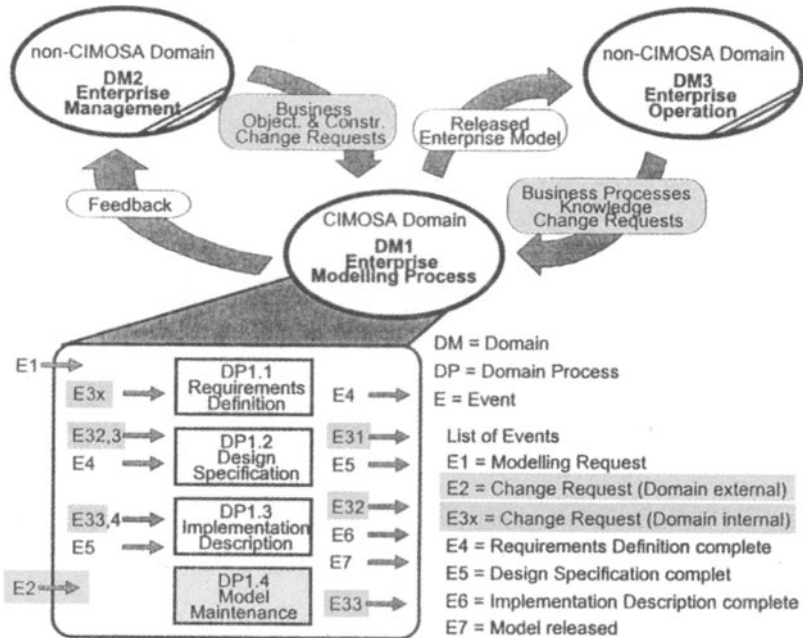 non-CIMOSA Domain
DM2
Enterprise
Management
non-CIMOSA Domain
DM3
Enterprise
Operation
Business
Object. & Constr.
Change Requests
Released
Enterprise Model
Feedback
Business Processes
Knowledge
Change Requests
CIMOSA Domain
DM1
Enterprise
Modelling Process
E1
E3x
E32,3
E4
E33,4
E5
E2
DP1.1
Requirements
Definition
DP1.2
Design
Specification
DP1.3
Implementation
Description
DP1.4
Model
Maintenance
E4
E31
E5
E32
E6
E7
E33
DM = Domain
DP = Domain Process
E = Event
List of Events
E1 = Modelling Request
E2 = Change Request (Domain external)
E3x = Change Request (Domain internal)
E4 = Requirements Definition complete
E5 = Design Specification complet
E6 = Implementation Description complete
E7 = Model released